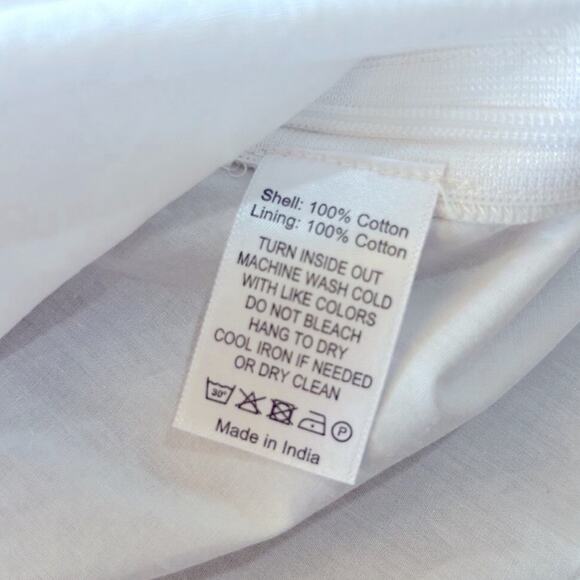 Shell: 100% Cotton
Lining: 100% Cotton
TURN INSIDE OUT
MACHINE WASH COLD
WITH LIKE COLORS
DO NOT BLEACH
HANG TO DRY
COOL IRON IF NEEDED
OR DRY CLEAN
30° P
Made in India